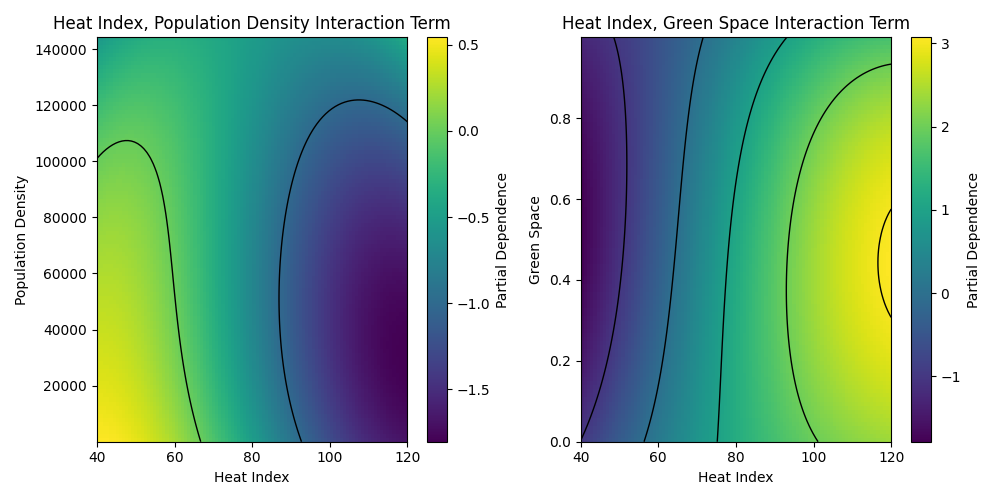 Heat Index, Population Density Interaction Term
Population Density
140000
120000
100000
80000
60000
40000
20000
40 60 80 100 120
Heat Index
0.5
0.0
−0.5
−1.0
−1.5
Partial Dependence
Heat Index, Green Space Interaction Term
Green Space
0.8
0.6
0.4
0.2
0.0
40 60 80 100 120
Heat Index
3
2
1
0
−1
Partial Dependence